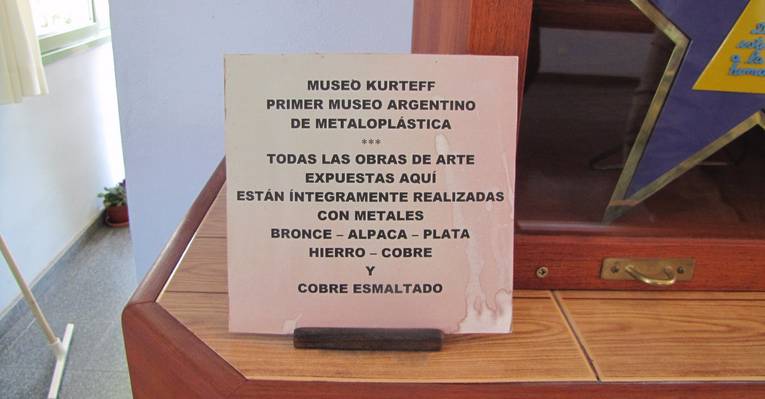 MUSEO KURTEFF
PRIMER MUSEO ARGENTINO
DE METALOPLÁSTICA
***
TODAS LAS OBRAS DE ARTE
EXPUESTAS AQUÍ
ESTÁN ÍNTEGRAMENTE REALIZADAS
CON METALES
BRONCE – ALPACA – PLATA
HIERRO – COBRE
Y
COBRE ESMALTADO
a la